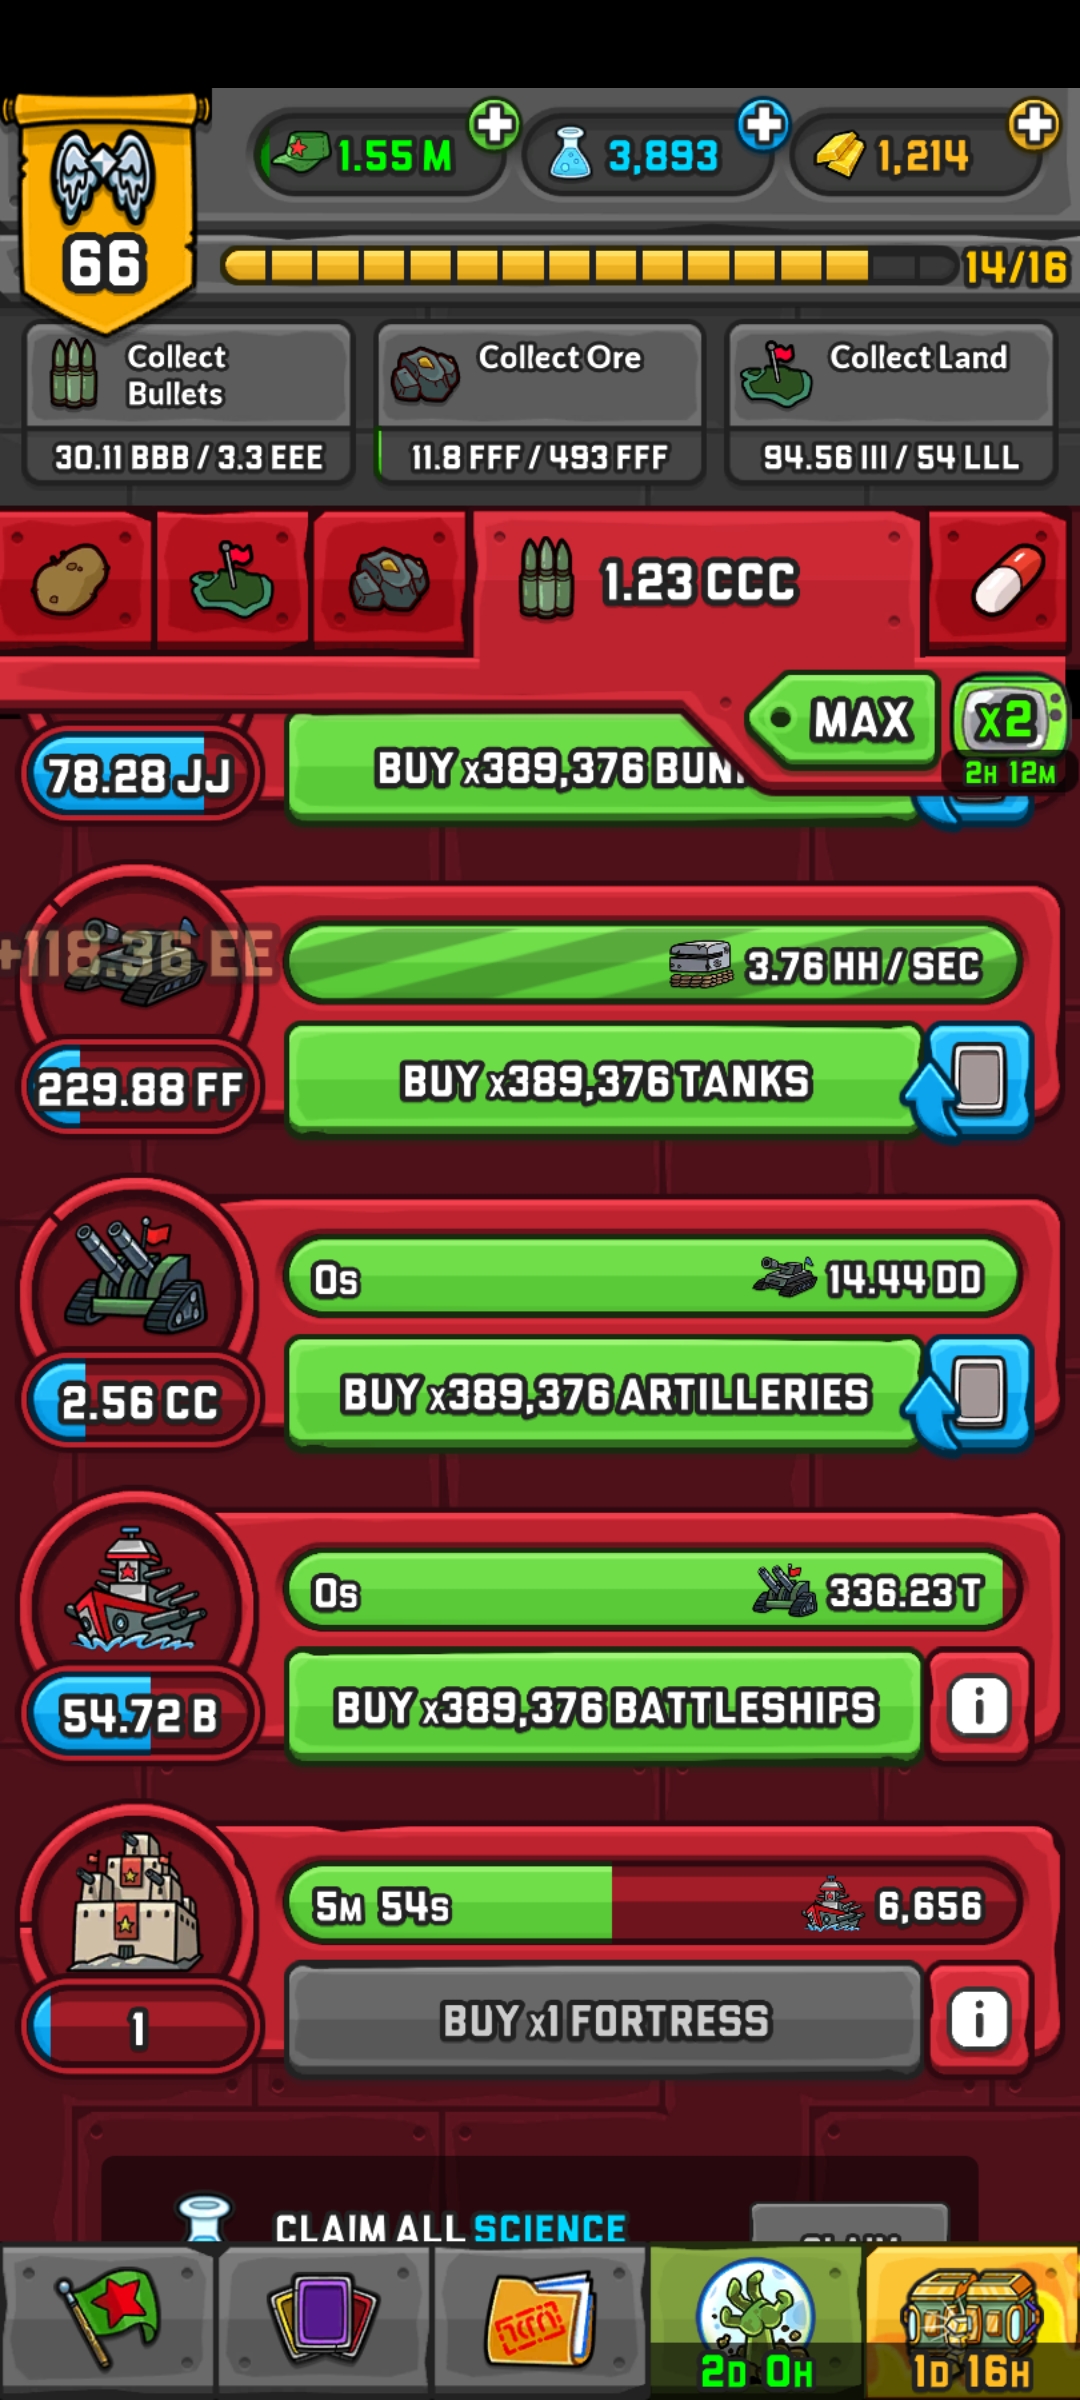 1.55 M
3,893
1,214
66
14/16
Collect
Bullets
Collect Ore
Collect Land
30.11 BBB / 3.3 EEE
11.8 FFF / 493 FFF
94.56 III / 54 LLL
1.23 CCC
MAX
x2
2H 12M
78.28 JJ
BUY x389,376
+118.36 EE
3.76 HH / SEC
229.88 FF
BUY x389,376 TANKS
0s
14.44 DD
2.56 CC
BUY x389,376 ARTILLERIES
0s
336.23 T
54.72 B
BUY x389,376 BATTLESHIPS
i
5M 54s
6,656
1
BUY x1 FORTRESS
i
CLAIM ALL SCIENCE
2D 0H
1D 16H